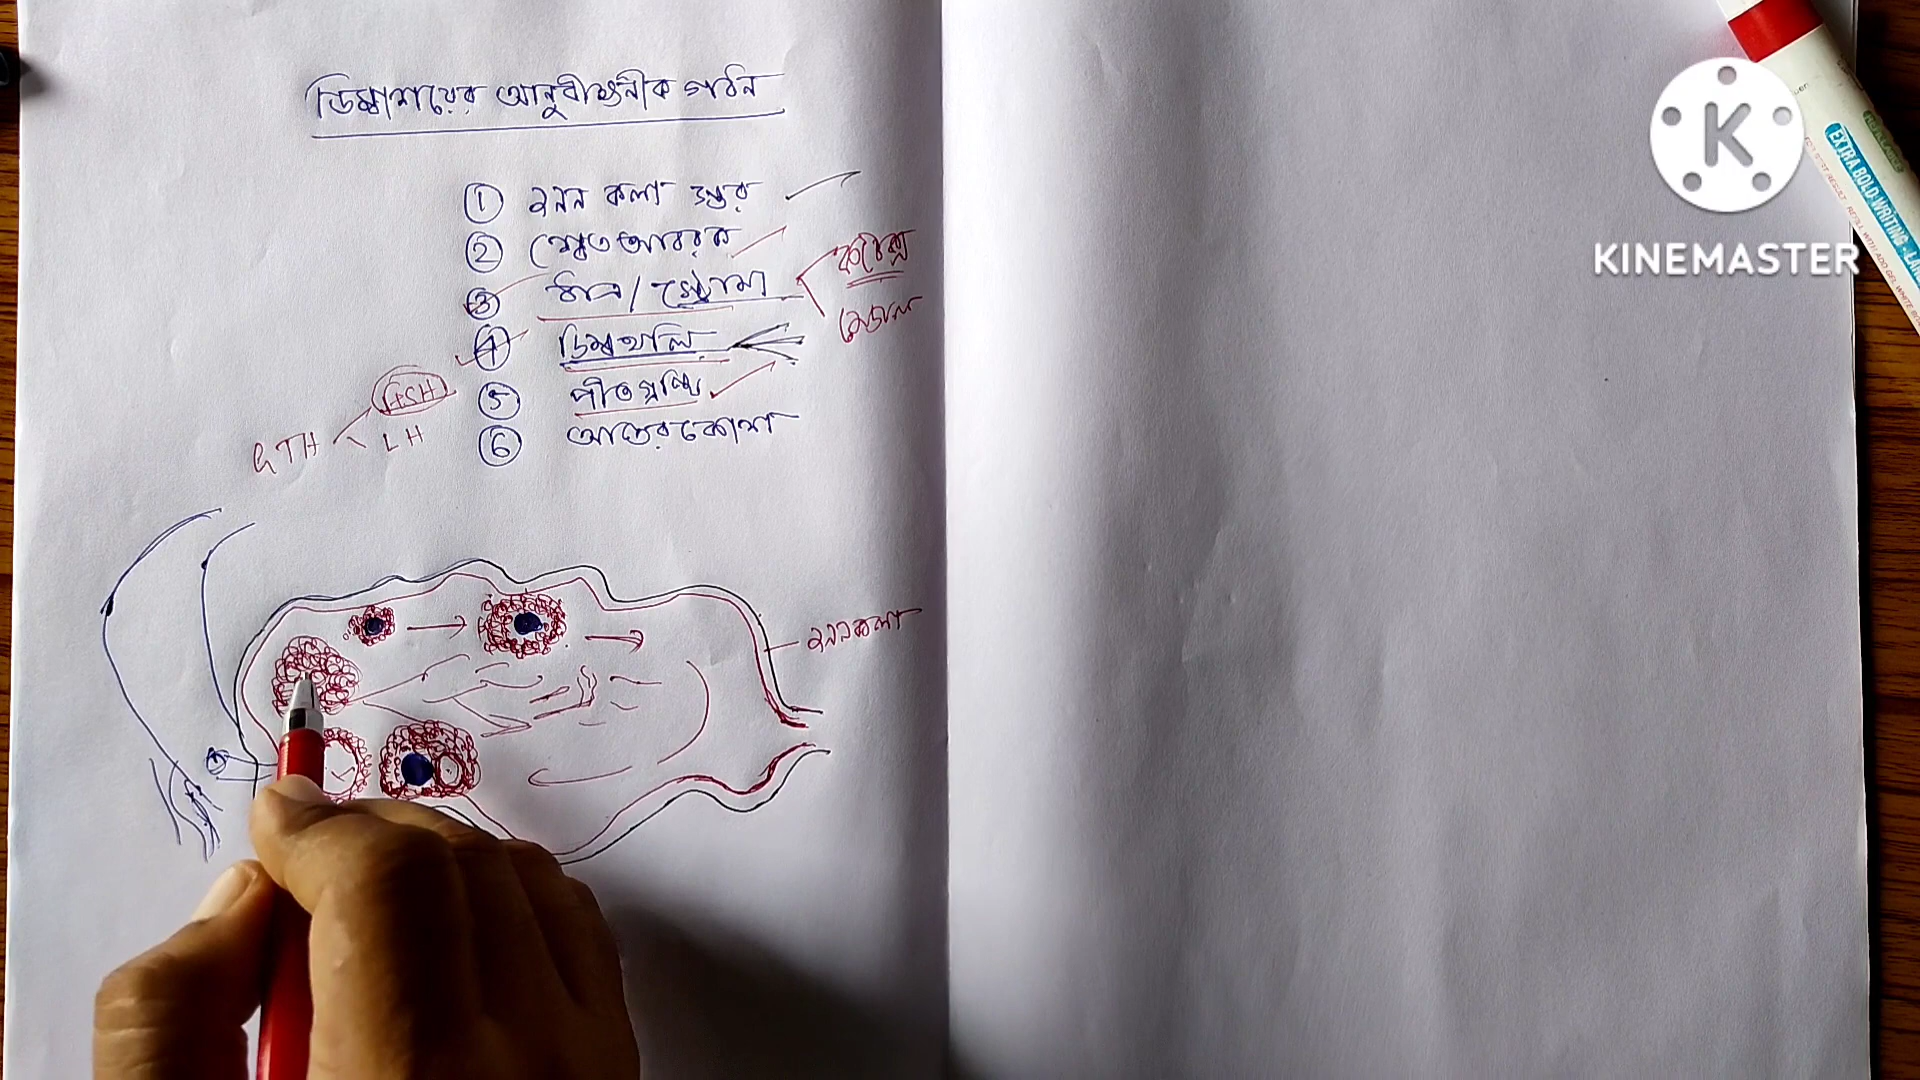 ডিম্বাশয়ের আনুবীক্ষনীক গঠন
① জনন কলা স্তর
② শ্বেত আবরক
③ ধাত্র / স্ট্রোমা
কর্টেক্স
④ ডিম্বথলি
⑤ পীতগ্রন্থি
⑥ আন্তরকোশ
FSH
GTH
LH
জননকলা
K
KINEMASTER
EXTRA BOLD WRITING